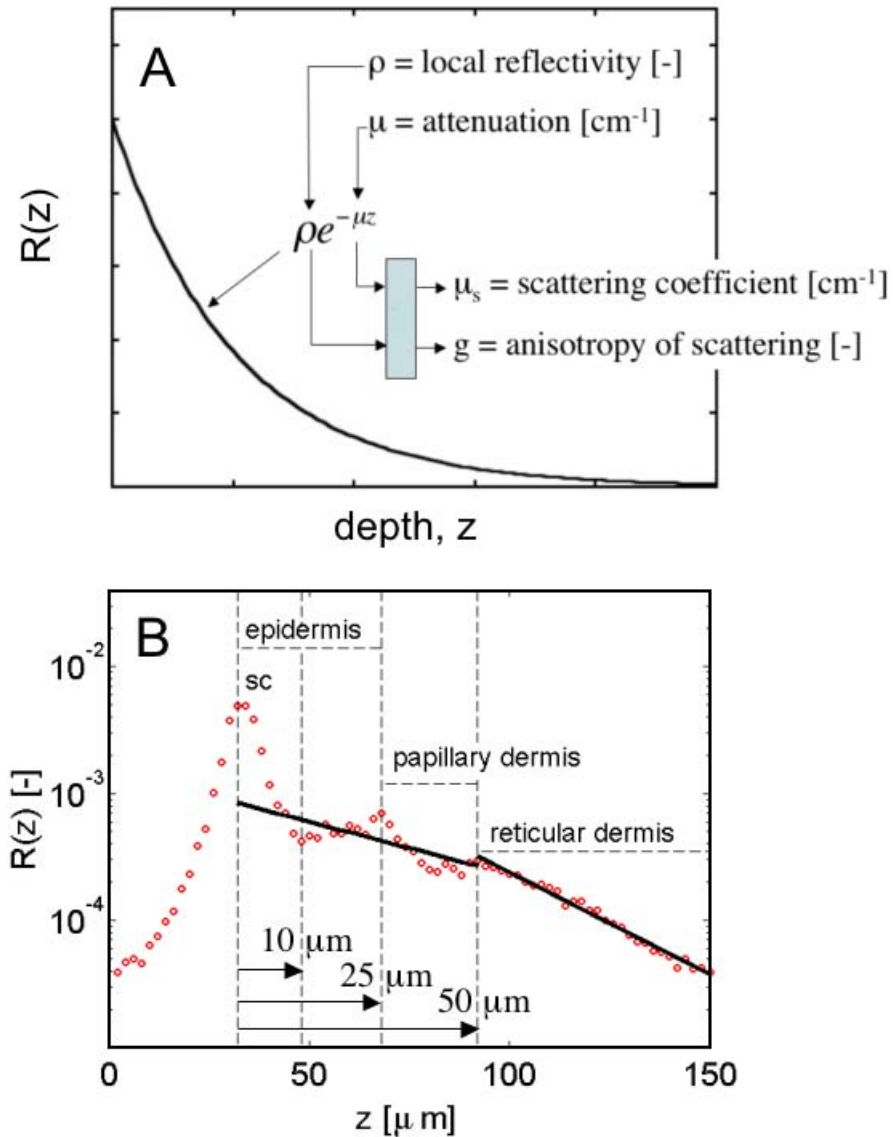 A
ρ = local reflectivity [-]
μ = attenuation [cm⁻¹]
R(z)
ρe⁻μᶻ
μₛ = scattering coefficient [cm⁻¹]
g = anisotropy of scattering [-]
depth, z
B
epidermis
sc
papillary dermis
reticular dermis
R(z) [-]
10⁻²
10⁻³
10⁻⁴
10 μm
25 μm
50 μm
0
50
100
150
z [μ m]